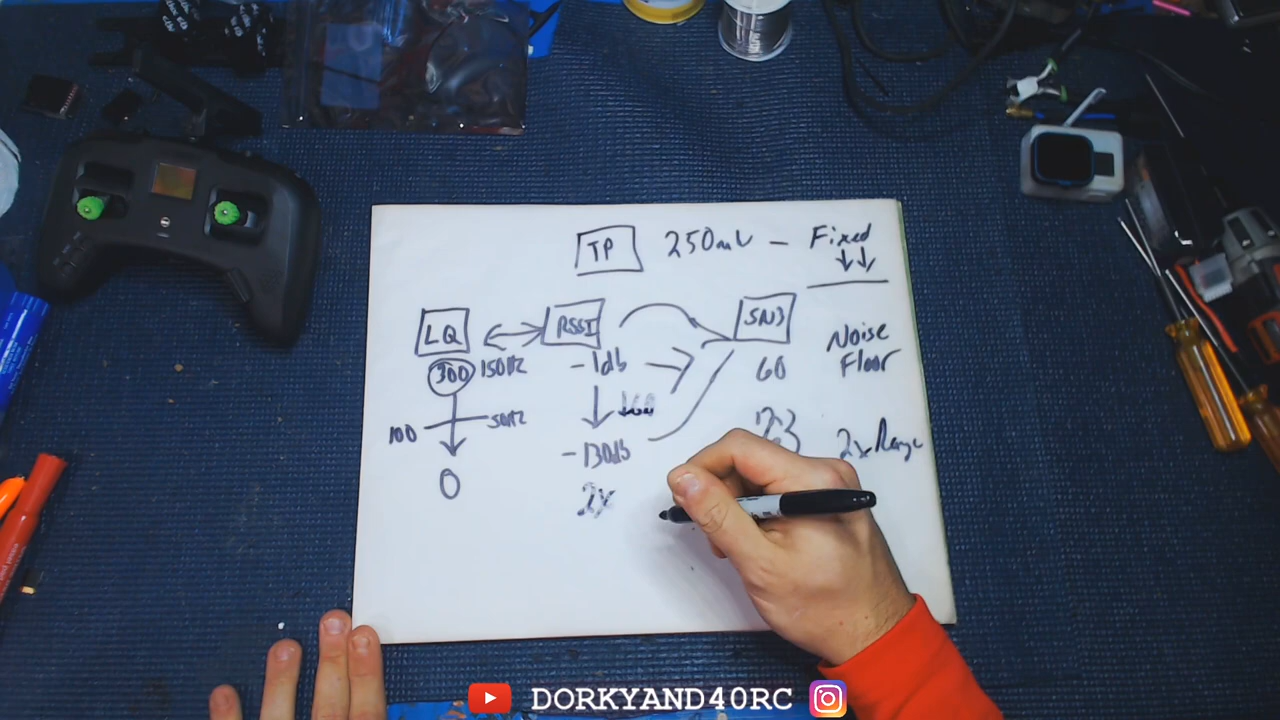 TP 250mW - Fixed
LQ RSSI SNR
Noise
Floor
300 150Hz -1db 60
100 50Hz
-130db
2x Range
0 2x
DORKYAND40RC